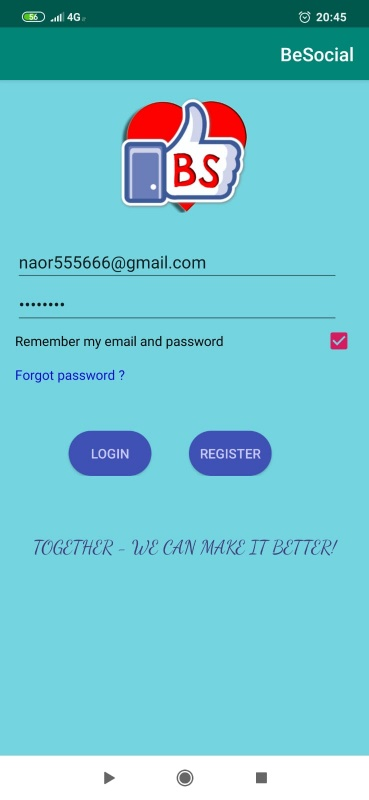 56 4G 20:45
BeSocial
BS
naor555666@gmail.com
••••••••
Remember my email and password
Forgot password ?
LOGIN REGISTER
TOGETHER - WE CAN MAKE IT BETTER!